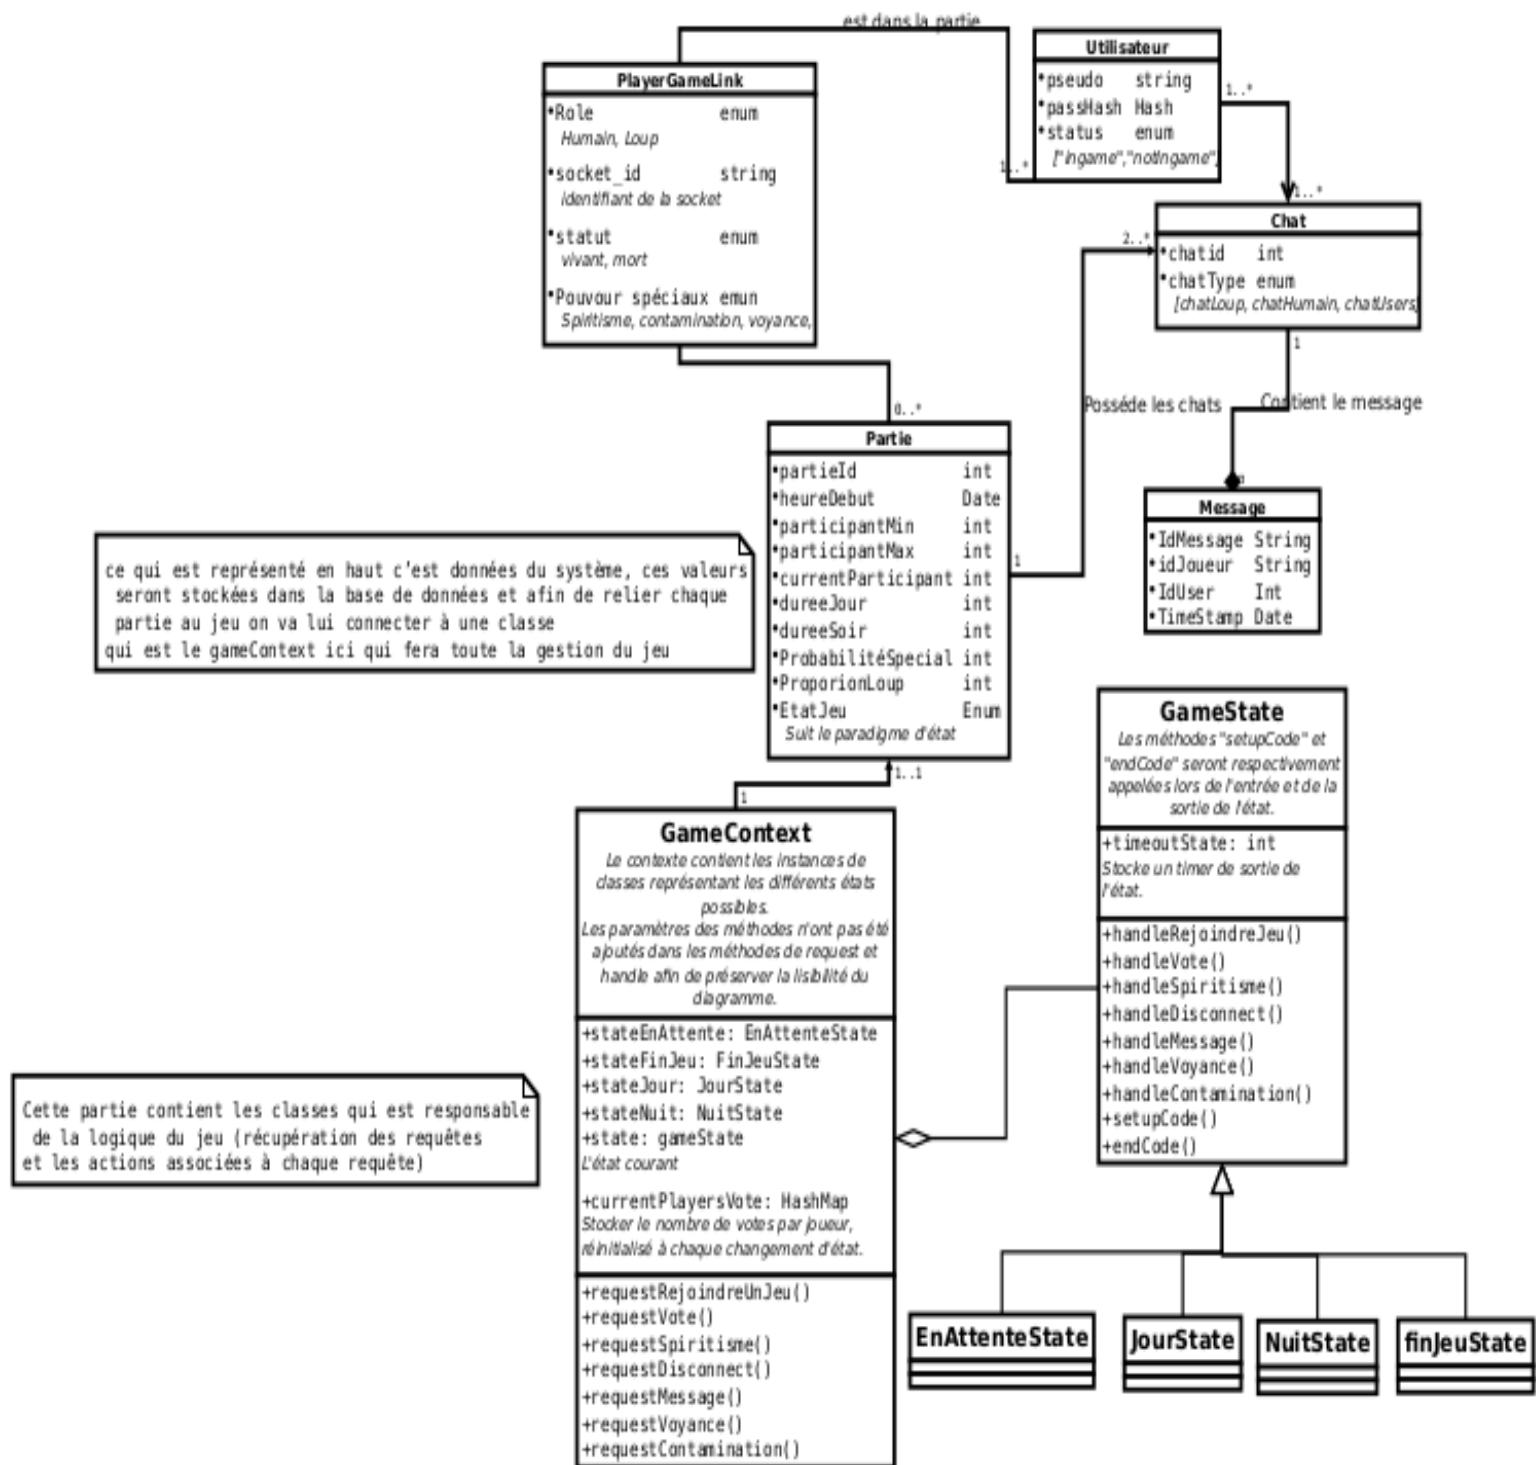 est dans la partie
PlayerGameLink
•Role enum
Humain, Loup
•socket_id string
identifiant de la socket
•statut enum
vivant, mort
•Pouvour spéciaux emun
Spiritisme, contamination, voyance,
Utilisateur
•pseudo string
•passHash Hash
•status enum
["ingame","notingame",
1..*
1..*
1..*
Chat
•chatid int
•chatType enum
[chatLoup, chatHumain, chatUsers,
2..*
1
Posséde les chats
Contient le message
Message
•IdMessage String
•idJoueur String
•IdUser Int
•TimeStamp Date
0..*
Partie
•partieId int
•heureDebut Date
•participantMin int
•participantMax int
•currentParticipant int
•dureeJour int
•dureeSoir int
•ProbabilitéSpecial int
•ProporionLoup int
•EtatJeu Enum
Suit le paradigme d'état
1
1..1
1
ce qui est représenté en haut c'est données du système, ces valeurs
seront stockées dans la base de données et afin de relier chaque
partie au jeu on va lui connecter à une classe
qui est le gameContext ici qui fera toute la gestion du jeu
GameContext
Le contexte contient les instances de
classes représentant les différents états
possibles.
Les paramètres des méthodes n'ont pas été
ajoutés dans les méthodes de request et
handle afin de préserver la lisibilité du
diagramme.
+stateEnAttente: EnAttenteState
+stateFinJeu: FinJeuState
+stateJour: JourState
+stateNuit: NuitState
+state: gameState
L'état courant
+currentPlayersVote: HashMap
Stocker le nombre de votes par joueur,
réinitialisé à chaque changement d'état.
+requestRejoindreUnJeu()
+requestVote()
+requestSpiritisme()
+requestDisconnect()
+requestMessage()
+requestVoyance()
+requestContamination()
Cette partie contient les classes qui est responsable
de la logique du jeu (récupération des requêtes
et les actions associées à chaque requête)
GameState
Les méthodes "setupCode" et
"endCode" seront respectivement
appelées lors de l'entrée et de la
sortie de l'état.
+timeoutState: int
Stocke un timer de sortie de
l'état.
+handleRejoindreJeu()
+handleVote()
+handleSpiritisme()
+handleDisconnect()
+handleMessage()
+handleVoyance()
+handleContamination()
+setupCode()
+endCode()
EnAttenteState
JourState
NuitState
finJeuState